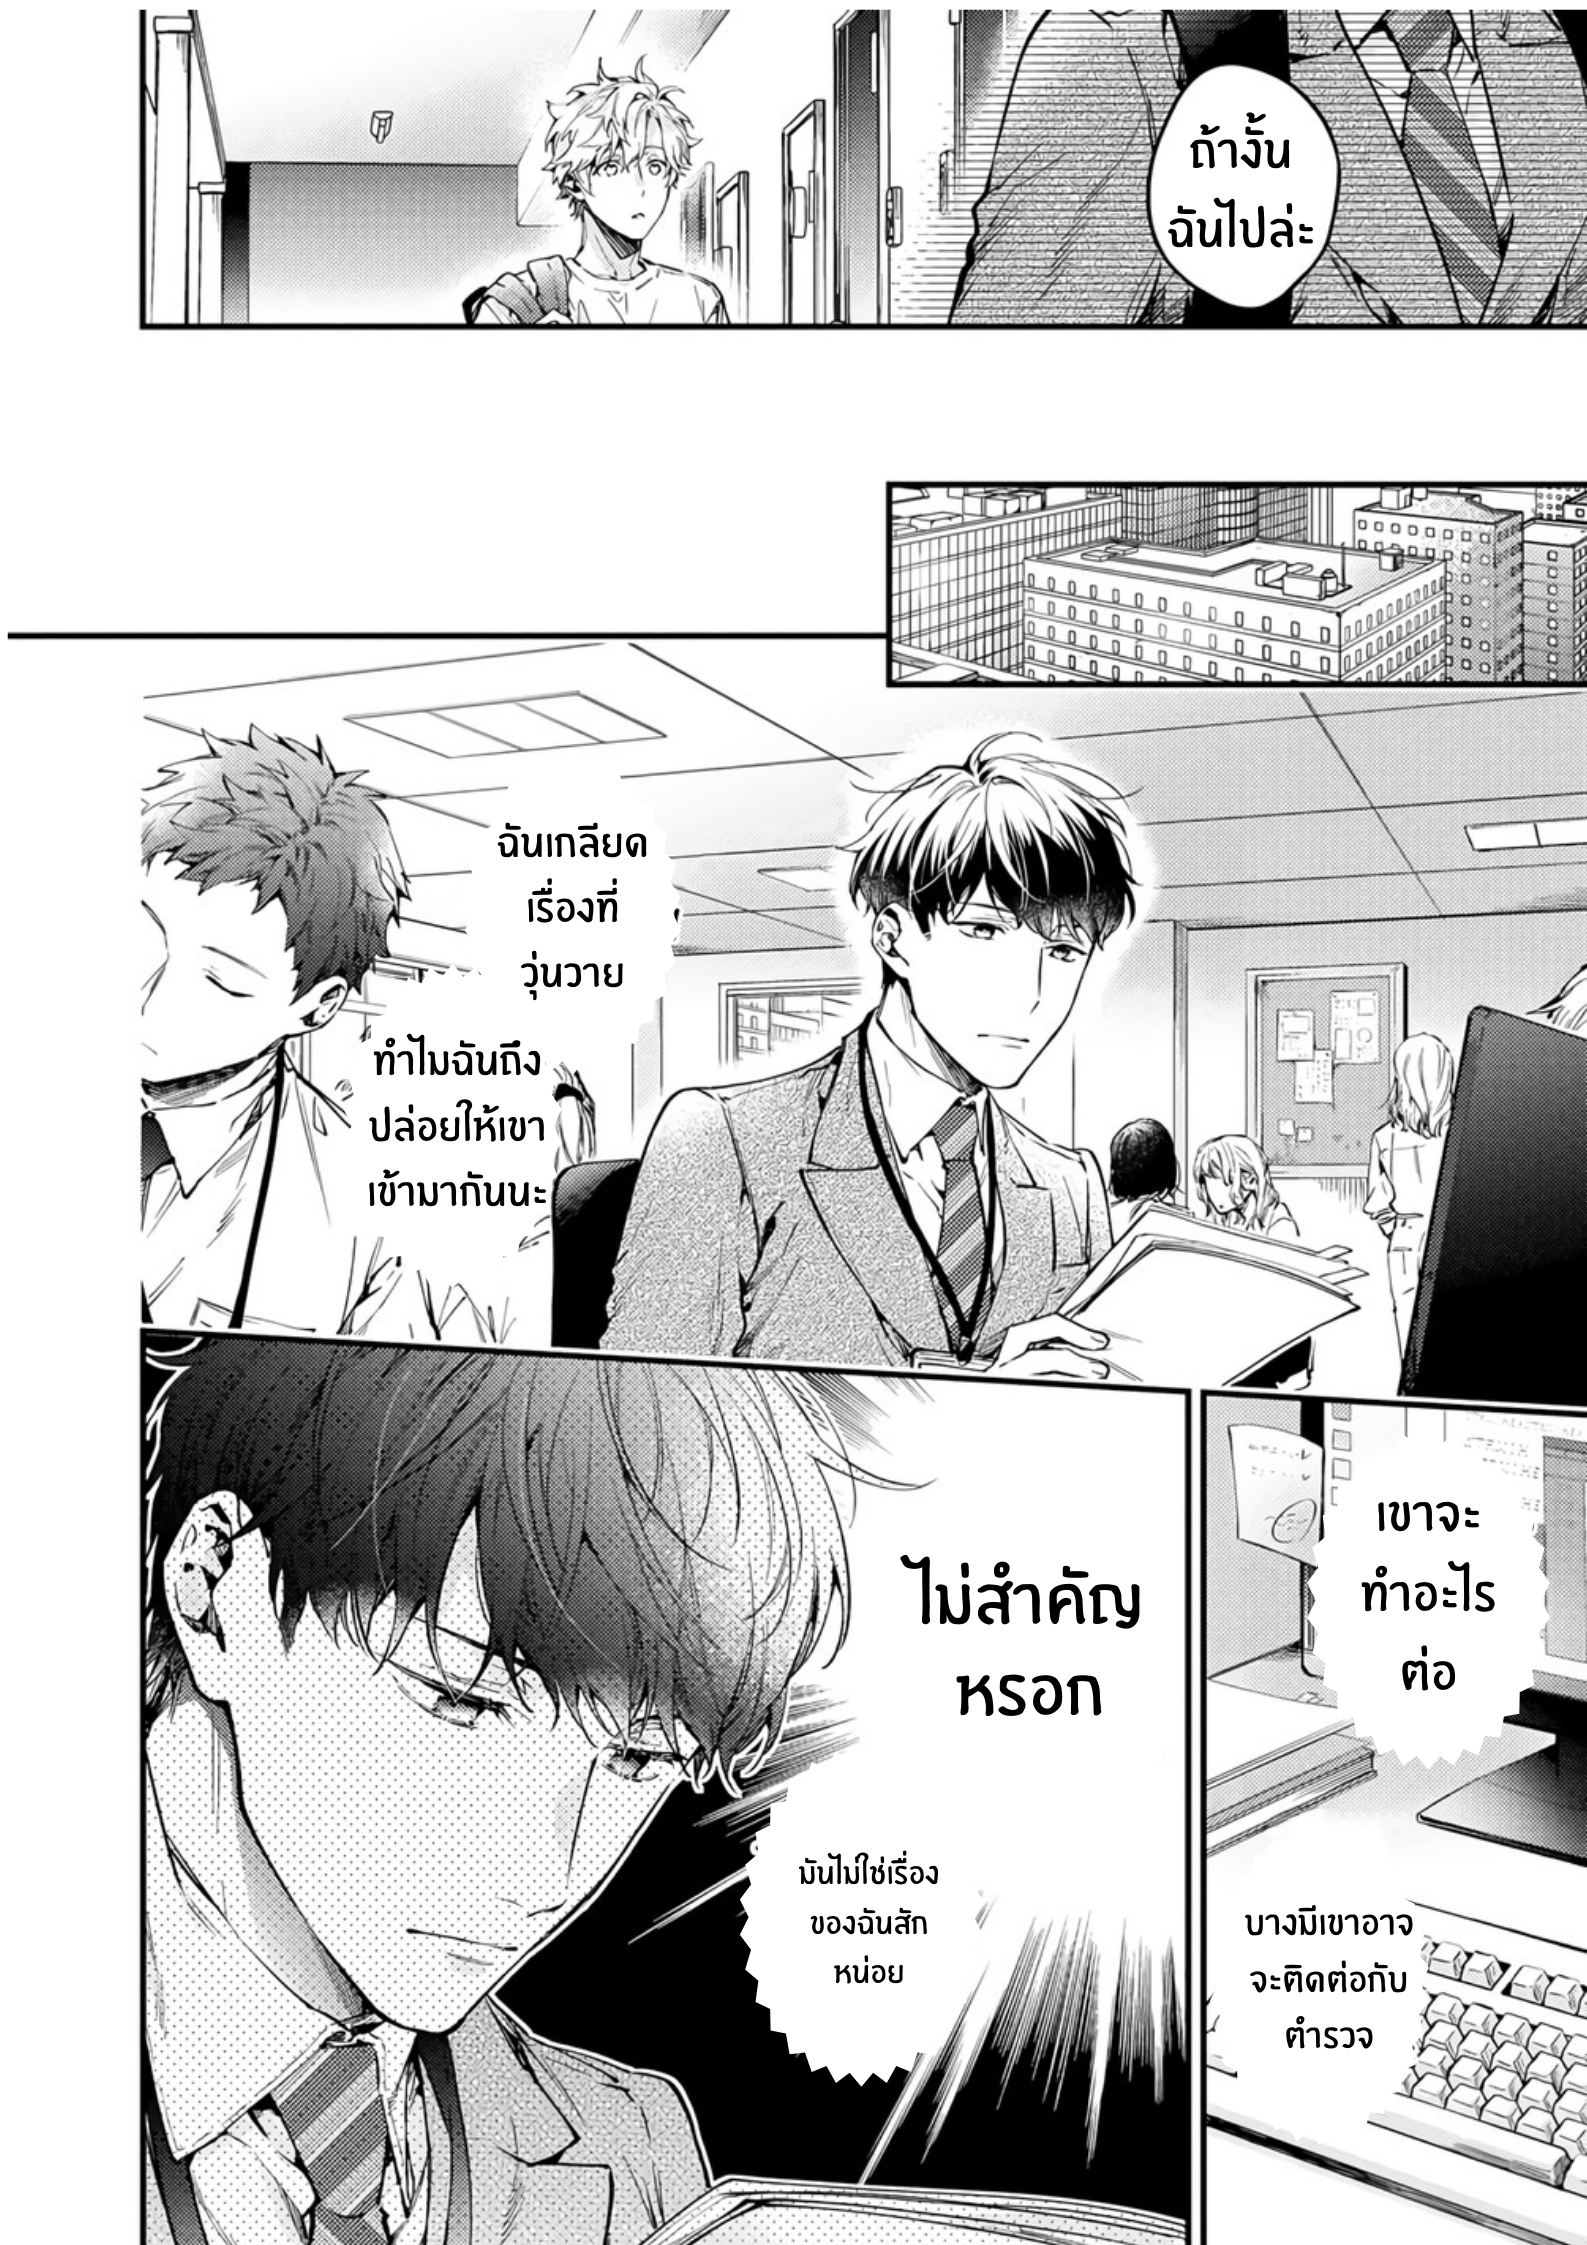 ถ้างั้น
ฉันไปล่ะ
ฉันเกลียด
เรื่องที่
วุ่นวาย
ทำไมฉันถึง
ปล่อยให้เขา
เข้ามากันนะ
เขาจะ
ทำอะไร
ต่อ
บางมีเขาอาจ
จะติดต่อกับ
ตำรวจ
ไม่สำคัญ
หรอก
มันไม่ใช่เรื่อง
ของฉันสัก
หน่อย